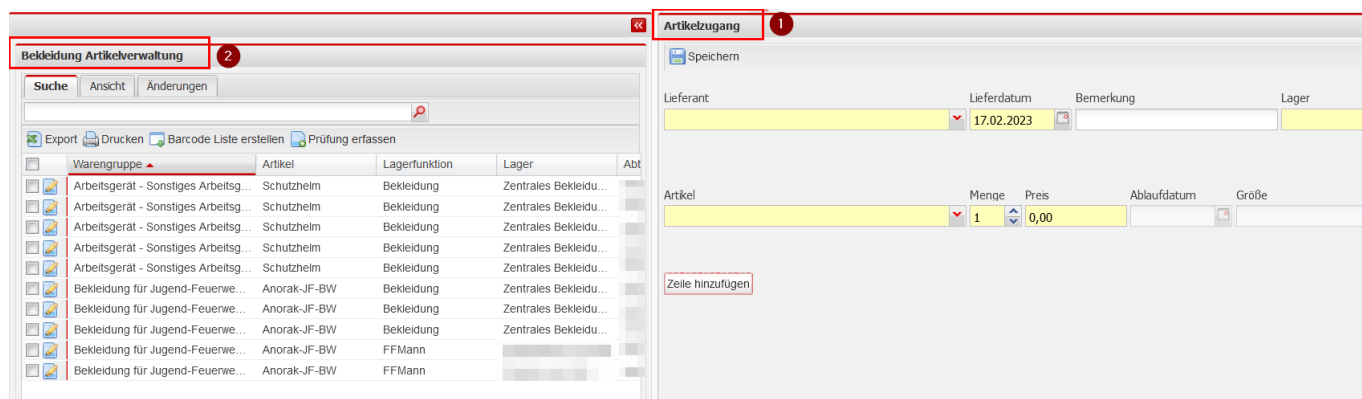 Bekleidung Artikelverwaltung 2
Suche Ansicht Änderungen
Export Drucken Barcode Liste erstellen Prüfung erfassen
Warengruppe Artikel Lagerfunktion Lager Abt
Arbeitsgerät - Sonstiges Arbeitsg... Schutzhelm Bekleidung Zentrales Bekleidu...
Arbeitsgerät - Sonstiges Arbeitsg... Schutzhelm Bekleidung Zentrales Bekleidu...
Arbeitsgerät - Sonstiges Arbeitsg... Schutzhelm Bekleidung Zentrales Bekleidu...
Arbeitsgerät - Sonstiges Arbeitsg... Schutzhelm Bekleidung Zentrales Bekleidu...
Arbeitsgerät - Sonstiges Arbeitsg... Schutzhelm Bekleidung Zentrales Bekleidu...
Bekleidung für Jugend-Feuerwe... Anorak-JF-BW Bekleidung Zentrales Bekleidu...
Bekleidung für Jugend-Feuerwe... Anorak-JF-BW Bekleidung Zentrales Bekleidu...
Bekleidung für Jugend-Feuerwe... Anorak-JF-BW Bekleidung Zentrales Bekleidu...
Bekleidung für Jugend-Feuerwe... Anorak-JF-BW FFMann
Bekleidung für Jugend-Feuerwe... Anorak-JF-BW FFMann
Artikelzugang 1
Speichern
Lieferant Lieferdatum Bemerkung Lager
17.02.2023
Artikel Menge Preis Ablaufdatum Größe
1 0,00
Zeile hinzufügen